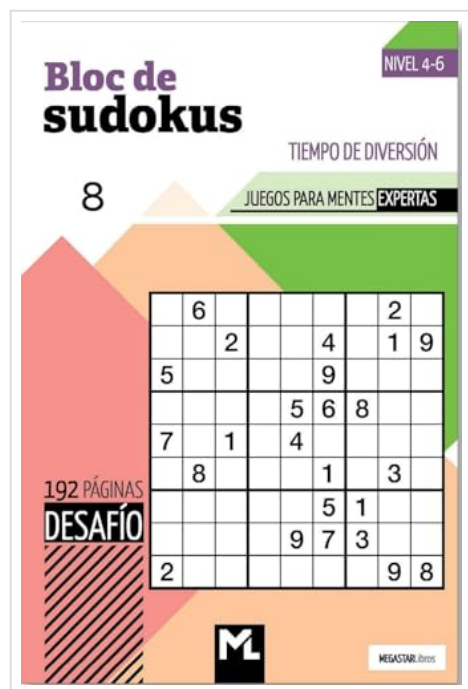 NIVEL 4-6
Bloc de
sudokus
TIEMPO DE DIVERSIÓN
8
JUEGOS PARA MENTES EXPERTAS
6 2
2 4 1 9
5 9
5 6 8
7 1 4
8 1 3
5 1
9 7 3
2 9 8
192 PÁGINAS
DESAFÍO
ML
MEGASTARLibros